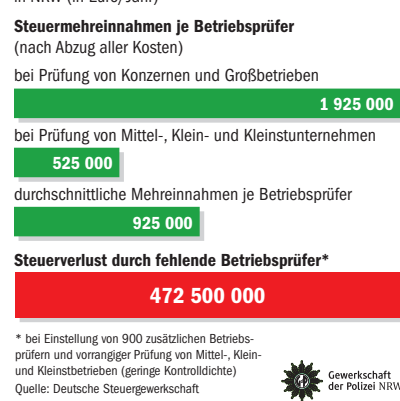 in NRW (in Euro/Jahr)
Steuermehreinnahmen je Betriebsprüfer
(nach Abzug aller Kosten)
bei Prüfung von Konzernen und Großbetrieben
1 925 000
bei Prüfung von Mittel-, Klein- und Kleinstunternehmen
525 000
durchschnittliche Mehreinnahmen je Betriebsprüfer
925 000
Steuerverlust durch fehlende Betriebsprüfer*
472 500 000
* bei Einstellung von 900 zusätzlichen Betriebs-
prüfern und vorrangiger Prüfung von Mittel-, Klein-
und Kleinstbetrieben (geringe Kontrolldichte)
Quelle: Deutsche Steuergewerkschaft
Gewerkschaft
der Polizei NRW